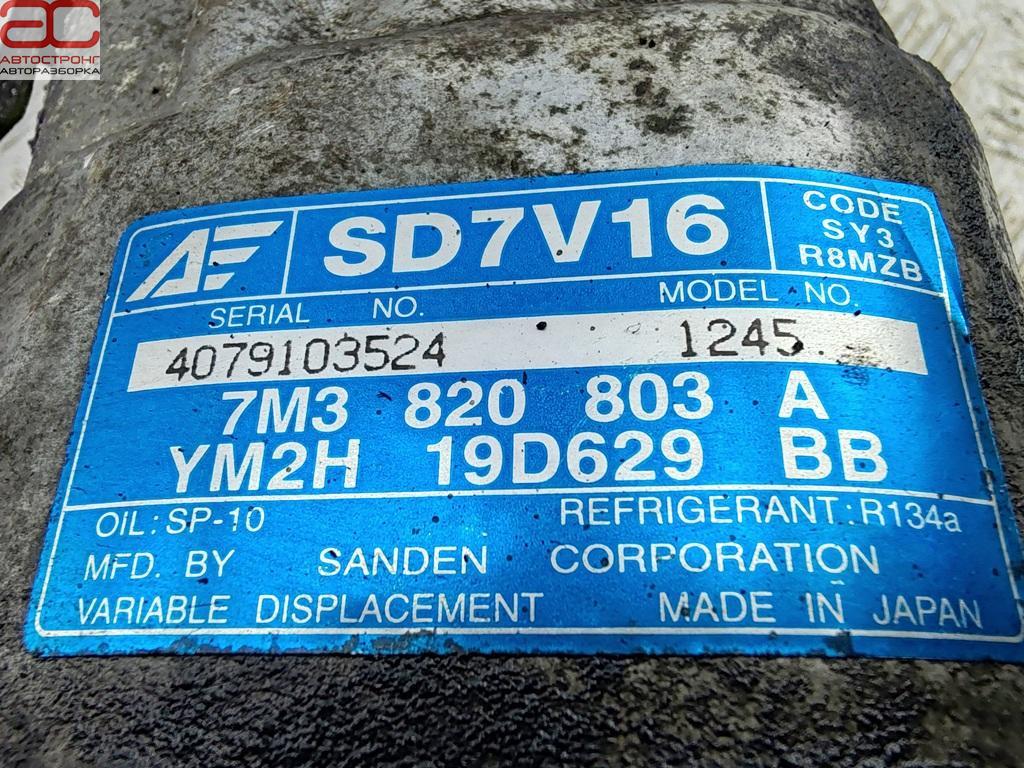 АС
АВТОСТРОНГ
АВТОРАЗБОРКА
AF
SD7V16
CODE
SY3
R8MZB
SERIAL NO.
MODEL NO.
4079103524 1245
7M3 820 803 A
YM2H 19D629 BB
OIL: SP-10
REFRIGERANT: R134a
MFD. BY SANDEN CORPORATION
VARIABLE DISPLACEMENT MADE IN JAPAN